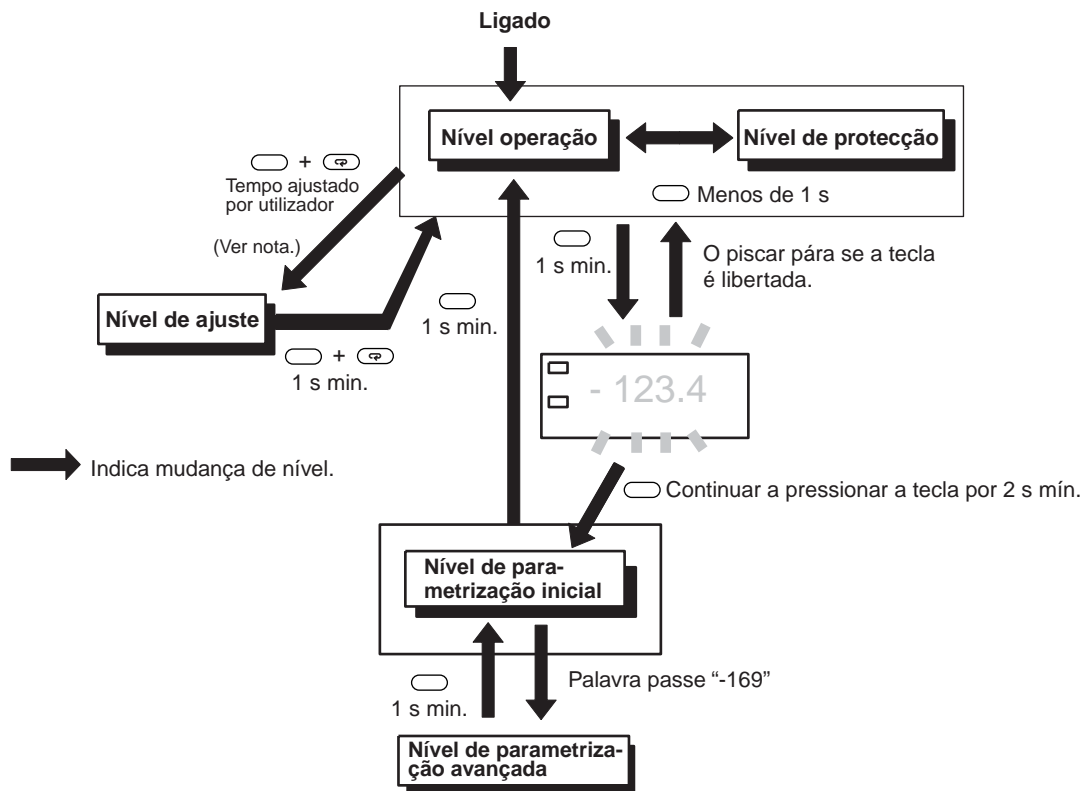 Ligado
Nível operação
Nível de protecção
+
Tempo ajustado
por utilizador
(Ver nota.)
Menos de 1 s
1 s min.
O piscar pára se a tecla
é libertada.
Nível de ajuste
1 s min.
+
1 s min.
- 123.4
Indica mudança de nível.
Continuar a pressionar a tecla por 2 s mín.
Nível de para-
metrização inicial
Palavra passe “-169”
1 s min.
Nível de parametriza-
ção avançada